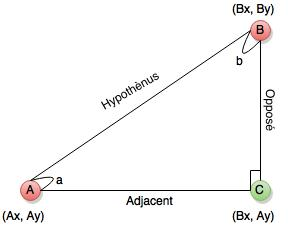 (Bx, By)
B
b
Hypothènus
Opposé
a
A
C
Adjacent
(Ax, Ay)
(Bx, Ay)